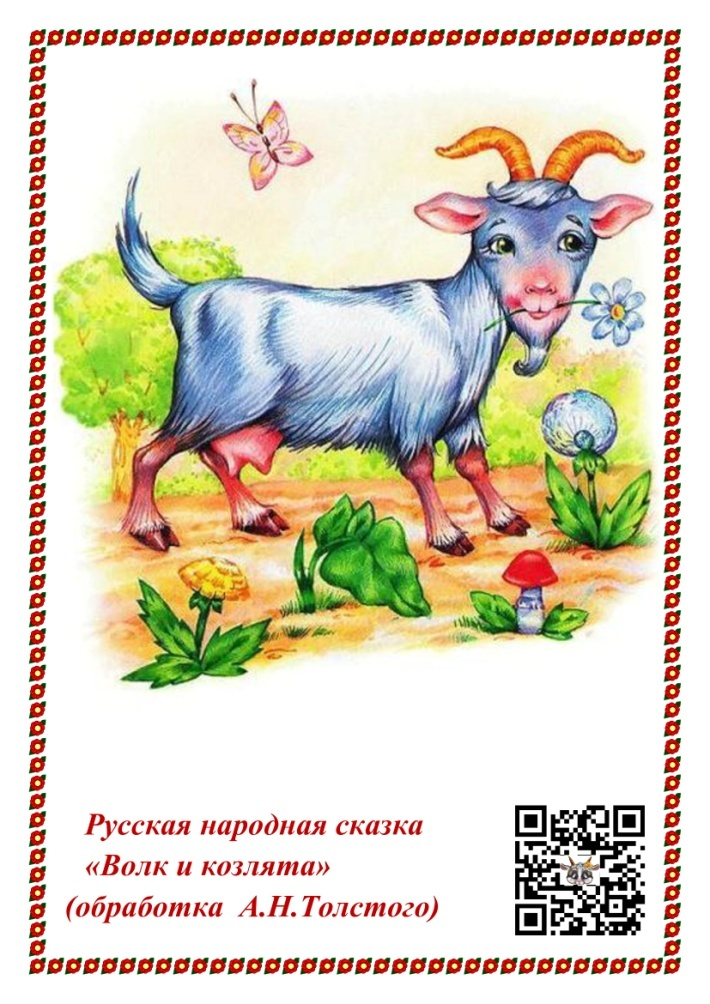 Русская народная сказка
«Волк и козлята»
(обработка А.Н.Толстого)